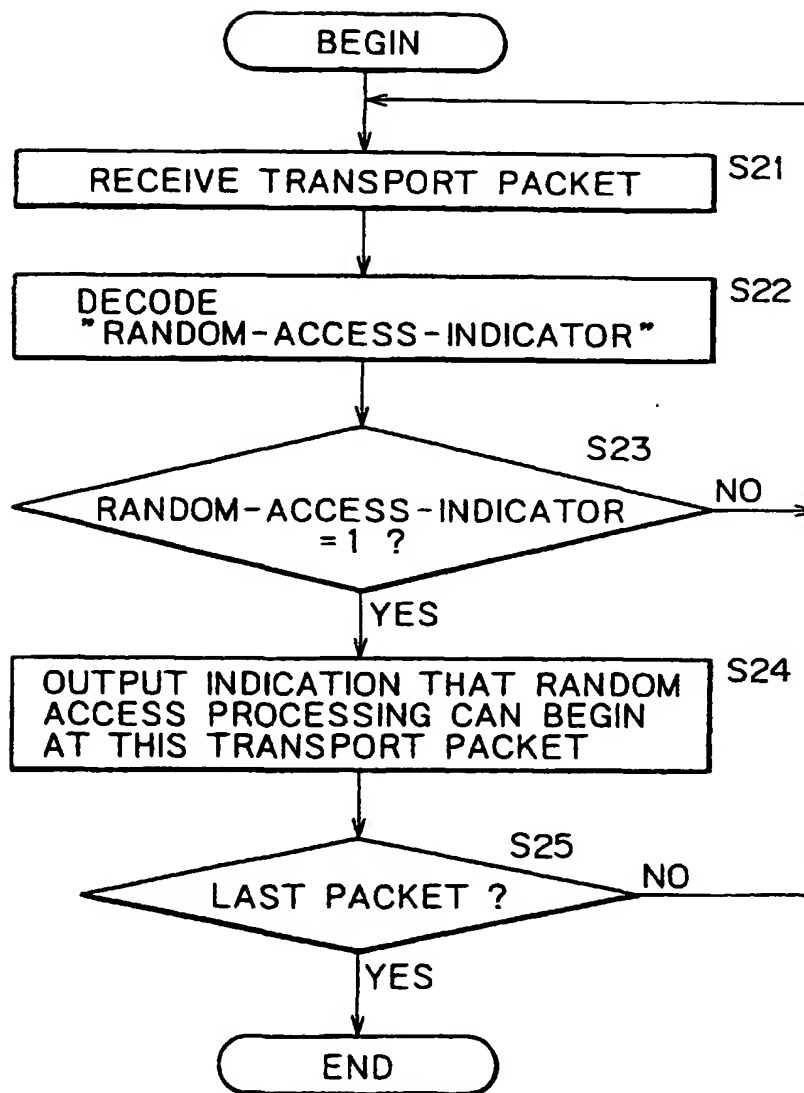 BEGIN
RECEIVE TRANSPORT PACKET
S21
DECODE
"RANDOM-ACCESS-INDICATOR"
S22
S23
RANDOM-ACCESS-INDICATOR
=1 ?
NO
YES
OUTPUT INDICATION THAT RANDOM
ACCESS PROCESSING CAN BEGIN
AT THIS TRANSPORT PACKET
S24
S25
LAST PACKET ?
NO
YES
END